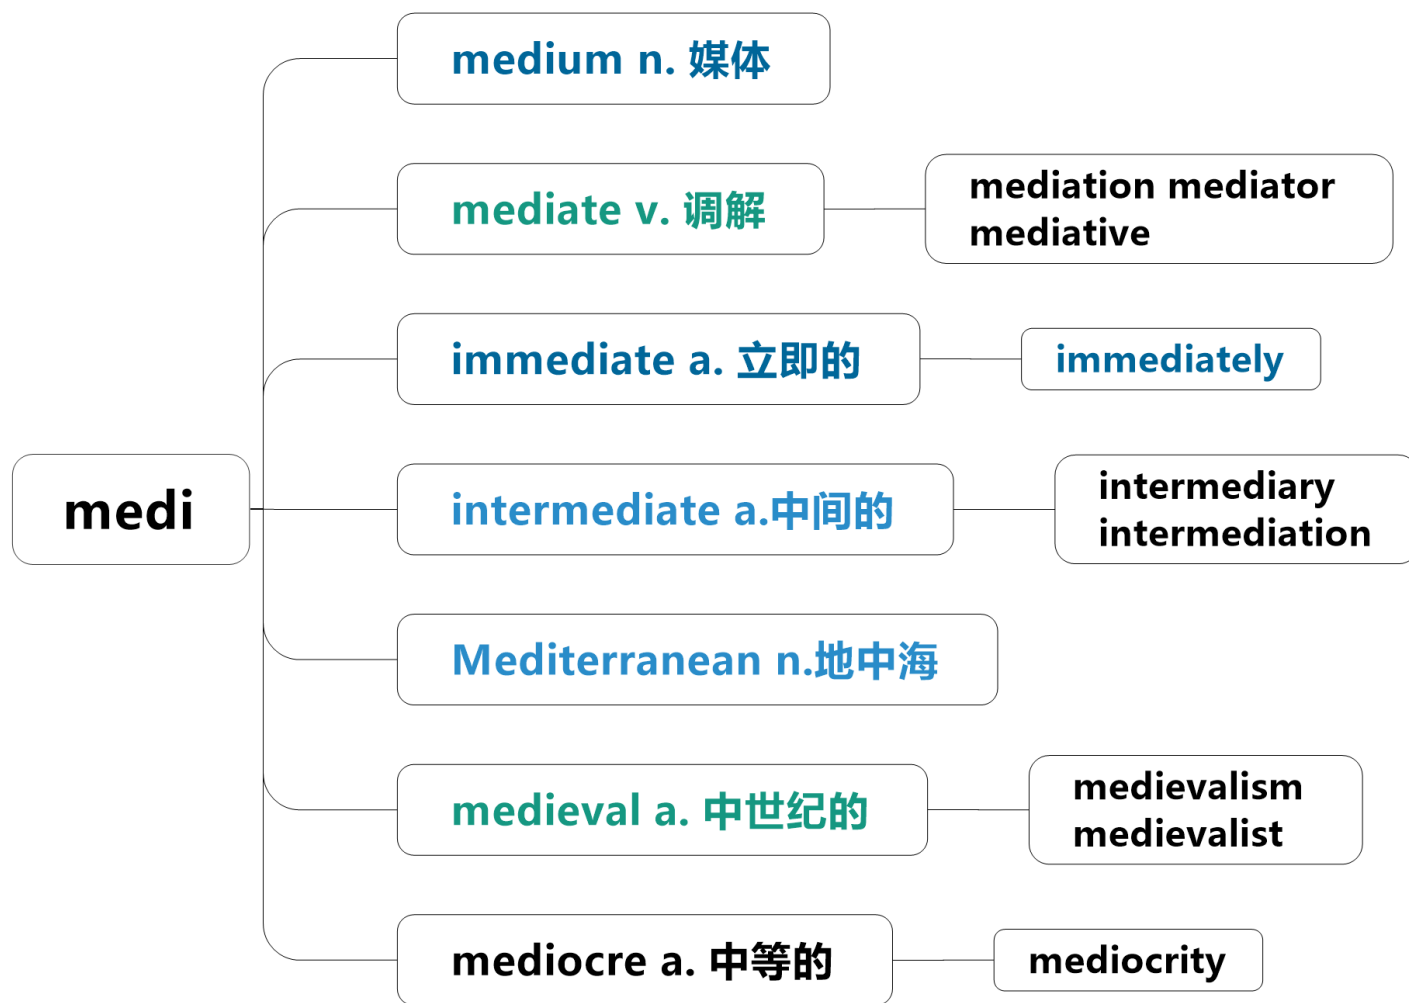 medium n. 媒体
mediate v. 调解
mediation mediator
mediative
immediate a. 立即的
immediately
medi
intermediate a.中间的
intermediary
intermediation
Mediterranean n.地中海
medieval a. 中世纪的
medievalism
medievalist
mediocre a. 中等的
mediocrity